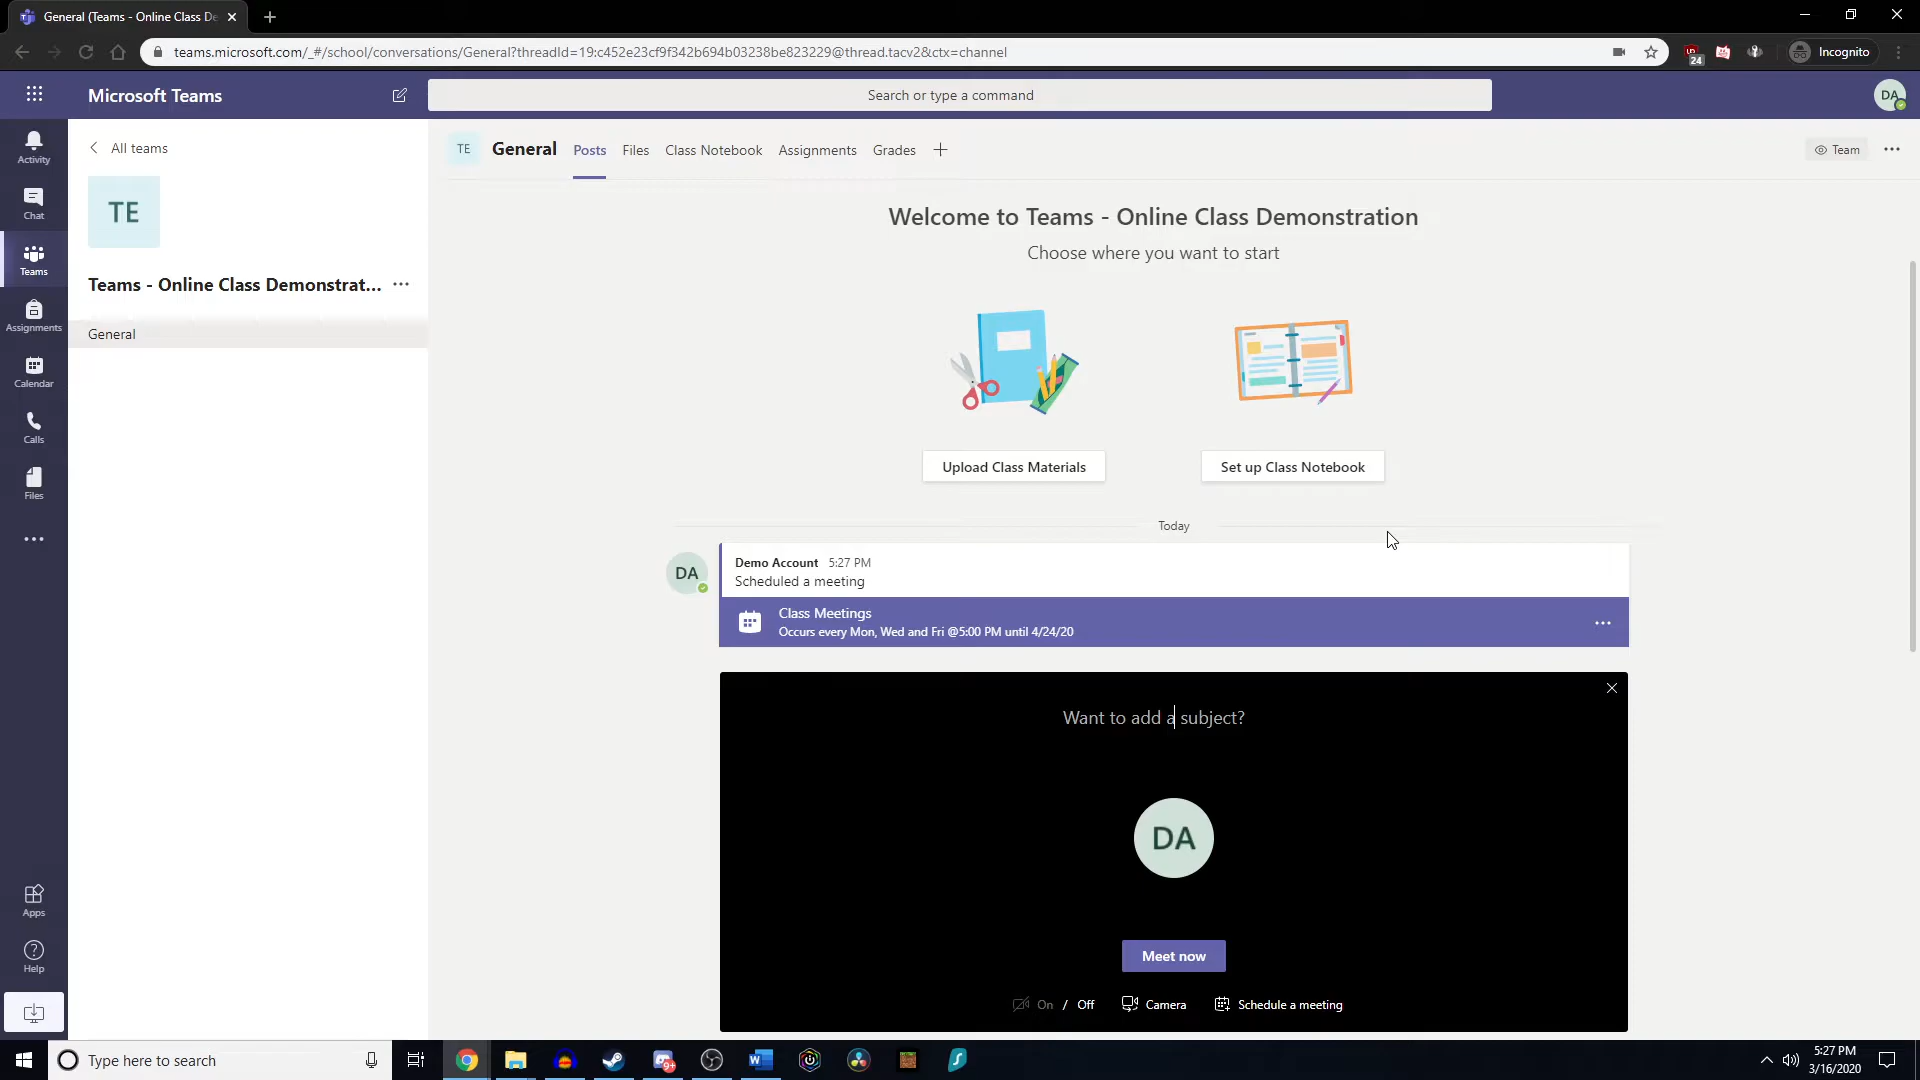 General (Teams - Online Class De
teams.microsoft.com/_#/school/conversations/General?threadId=19:c452e23cf9f342b694b03238be823229@thread.tacv2&ctx=channel
24
Incognito
Microsoft Teams
Search or type a command
DA
Activity
Chat
Teams
Assignments
Calendar
Calls
Files
Apps
Help
All teams
TE
Teams - Online Class Demonstrat...
General
TE
General
Posts
Files
Class Notebook
Assignments
Grades
Team
Welcome to Teams - Online Class Demonstration
Choose where you want to start
Upload Class Materials
Set up Class Notebook
Today
DA
Demo Account 5:27 PM
Scheduled a meeting
Class Meetings
Occurs every Mon, Wed and Fri @5:00 PM until 4/24/20
Want to add a subject?
DA
Meet now
On / Off
Camera
Schedule a meeting
Type here to search
9+
5:27 PM
3/16/2020